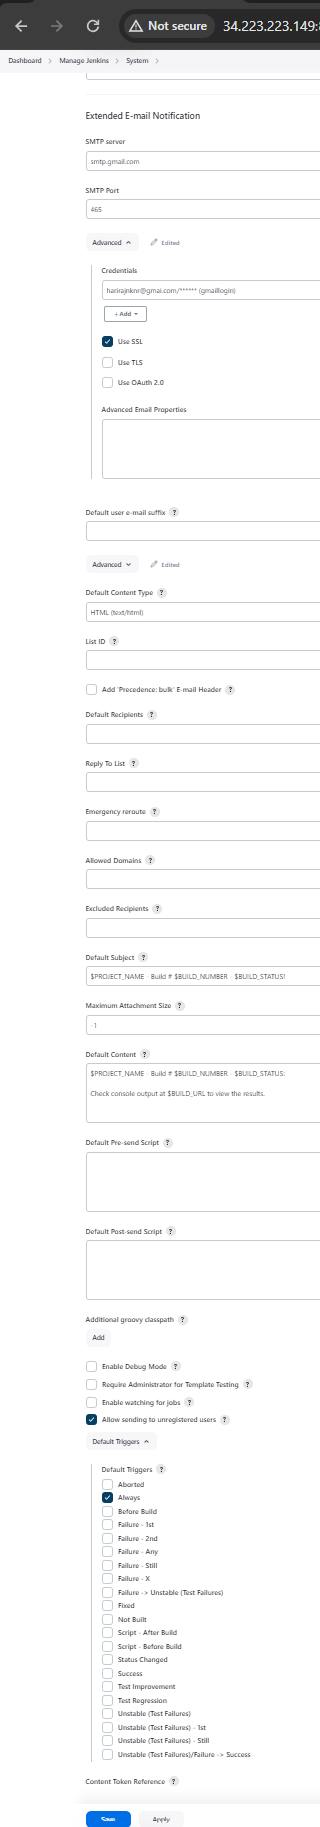 Not secure 34.223.223.149:
Dashboard > Manage Jenkins > System >
Extended E-mail Notification
SMTP server
smtp.gmail.com
SMTP Port
465
Advanced Edited
Credentials
harirajnknr@gmai.com/****** (gmaillogin)
+ Add
Use SSL
Use TLS
Use OAuth 2.0
Advanced Email Properties
Default user e-mail suffix ?
Advanced Edited
Default Content Type ?
HTML (text/html)
List ID ?
Add 'Precedence: bulk' E-mail Header ?
Default Recipients ?
Reply To List ?
Emergency reroute ?
Allowed Domains ?
Excluded Recipients ?
Default Subject ?
$PROJECT_NAME - Build # $BUILD_NUMBER - $BUILD_STATUS!
Maximum Attachment Size ?
-1
Default Content ?
$PROJECT_NAME - Build # $BUILD_NUMBER - $BUILD_STATUS:
Check console output at $BUILD_URL to view the results.
Default Pre-send Script ?
Default Post-send Script ?
Additional groovy classpath ?
Add
Enable Debug Mode ?
Require Administrator for Template Testing ?
Enable watching for jobs ?
Allow sending to unregistered users ?
Default Triggers
Default Triggers ?
Aborted
Always
Before Build
Failure - 1st
Failure - 2nd
Failure - Any
Failure - Still
Failure - X
Failure -> Unstable (Test Failures)
Fixed
Not Built
Script - After Build
Script - Before Build
Status Changed
Success
Test Improvement
Test Regression
Unstable (Test Failures)
Unstable (Test Failures) - 1st
Unstable (Test Failures) - Still
Unstable (Test Failures)/Failure -> Success
Content Token Reference ?
Save Apply